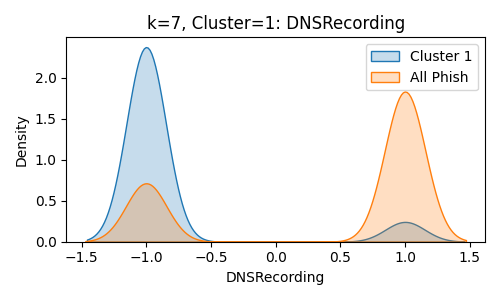 k=7, Cluster=1: DNSRecording
Cluster 1
All Phish
Density
2.0
1.5
1.0
0.5
0.0
−1.5 −1.0 −0.5 0.0 0.5 1.0 1.5
DNSRecording